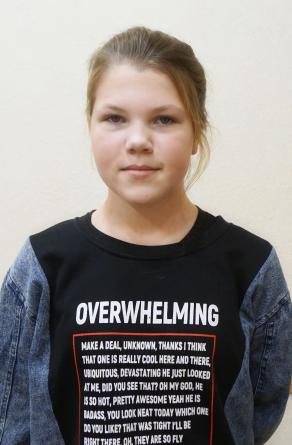 OVERWHELMING
MAKE A DEAL, UNKNOWN, THANKS I THINK
THAT ONE IS REALLY COOL HERE AND THERE,
UBIQUITOUS, DEVASTATING HE JUST LOOKED
AT ME, DID YOU SEE THAT? OH MY GOD, HE
IS SO HOT, PRETTY AWESOME YEAH HE IS
BADASS, YOU LOOK NEAT TODAY WHICH ONE
DO YOU LIKE? THAT WAS TIGHT I'LL BE
RIGHT THERE. OH, THEY ARE SO FLY